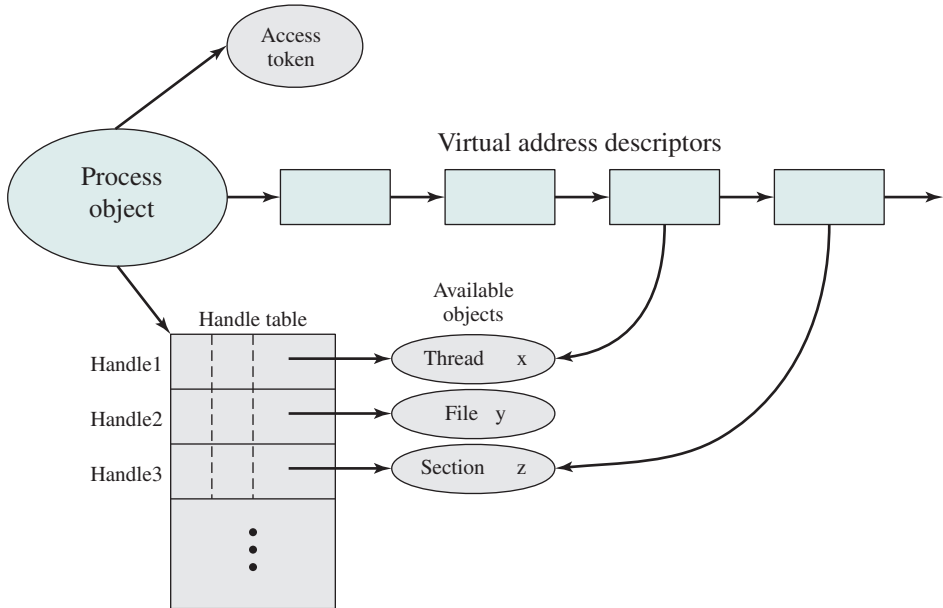 Access
token
Process
object
Virtual address descriptors
Available
objects
Handle table
Handle1
Thread x
Handle2
File y
Handle3
Section z